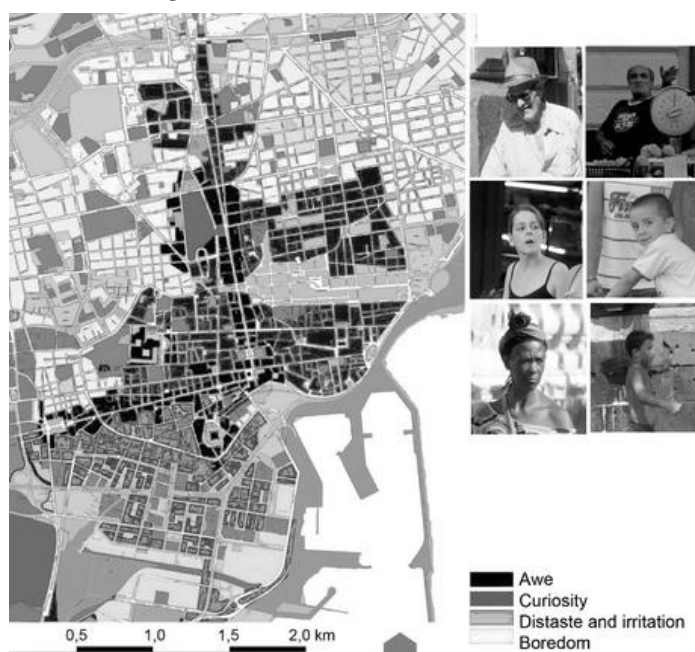 Awe
Curiosity
Distaste and irritation
Boredom
0,5 1,0 1,5 2,0 km